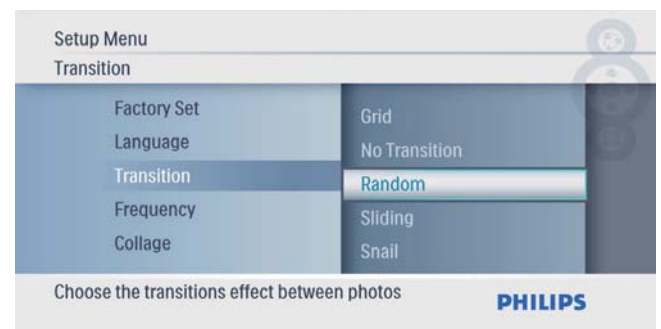 Setup Menu
Transition
Factory Set
Language
Transition
Frequency
Collage
Grid
No Transition
Random
Sliding
Snail
Choose the transitions effect between photos
PHILIPS